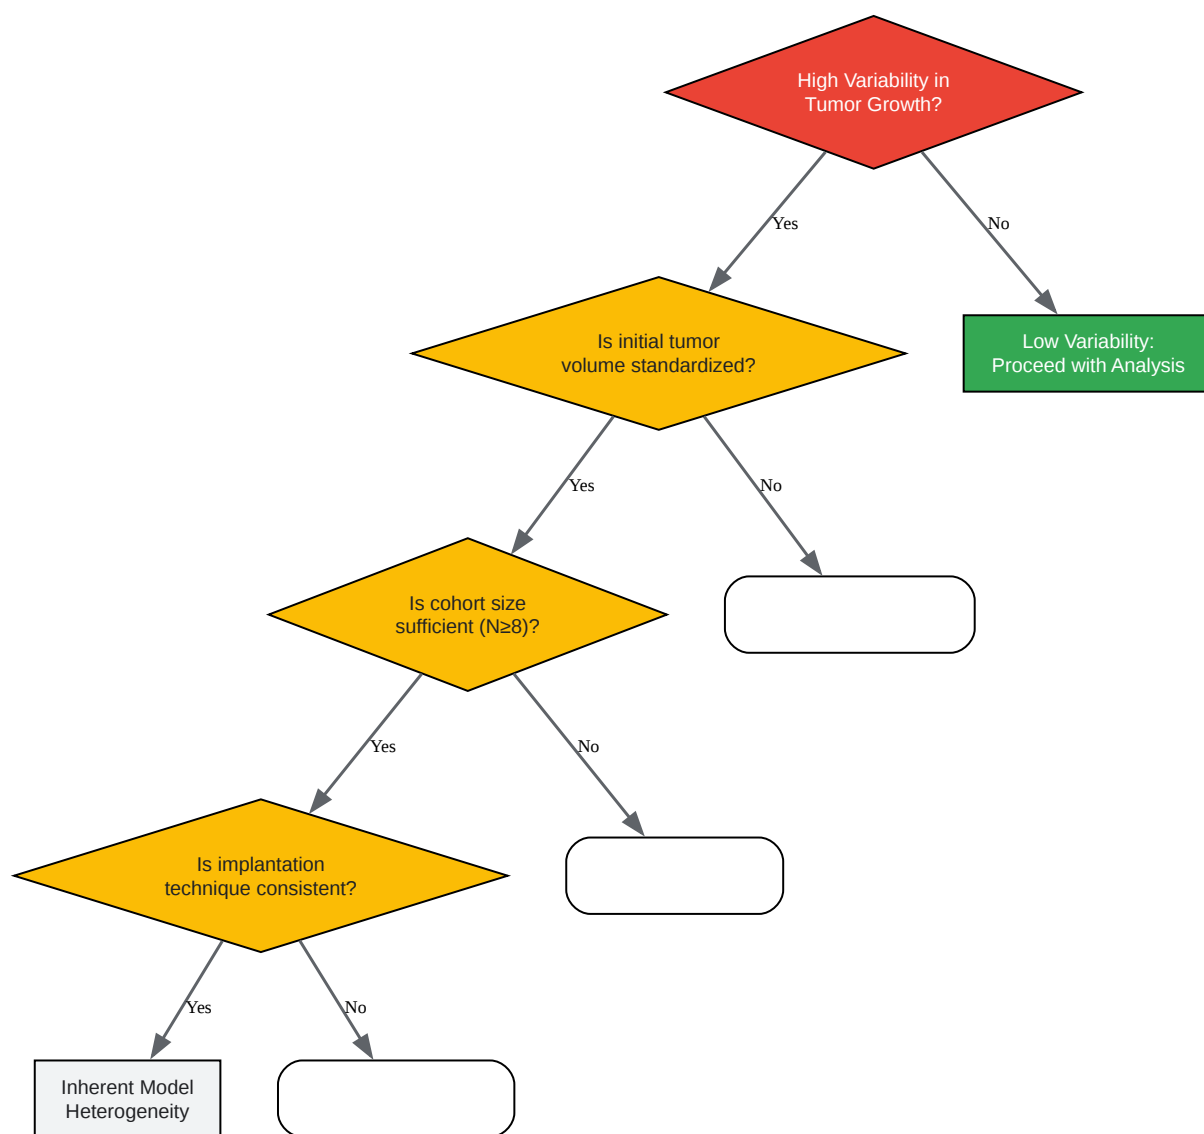 High Variability in
Tumor Growth?
Yes
No
Is initial tumor
volume standardized?
Low Variability:
Proceed with Analysis
Yes
No
Is cohort size
sufficient (N≥8)?
Yes
No
Is implantation
technique consistent?
Yes
No
Inherent Model
Heterogeneity